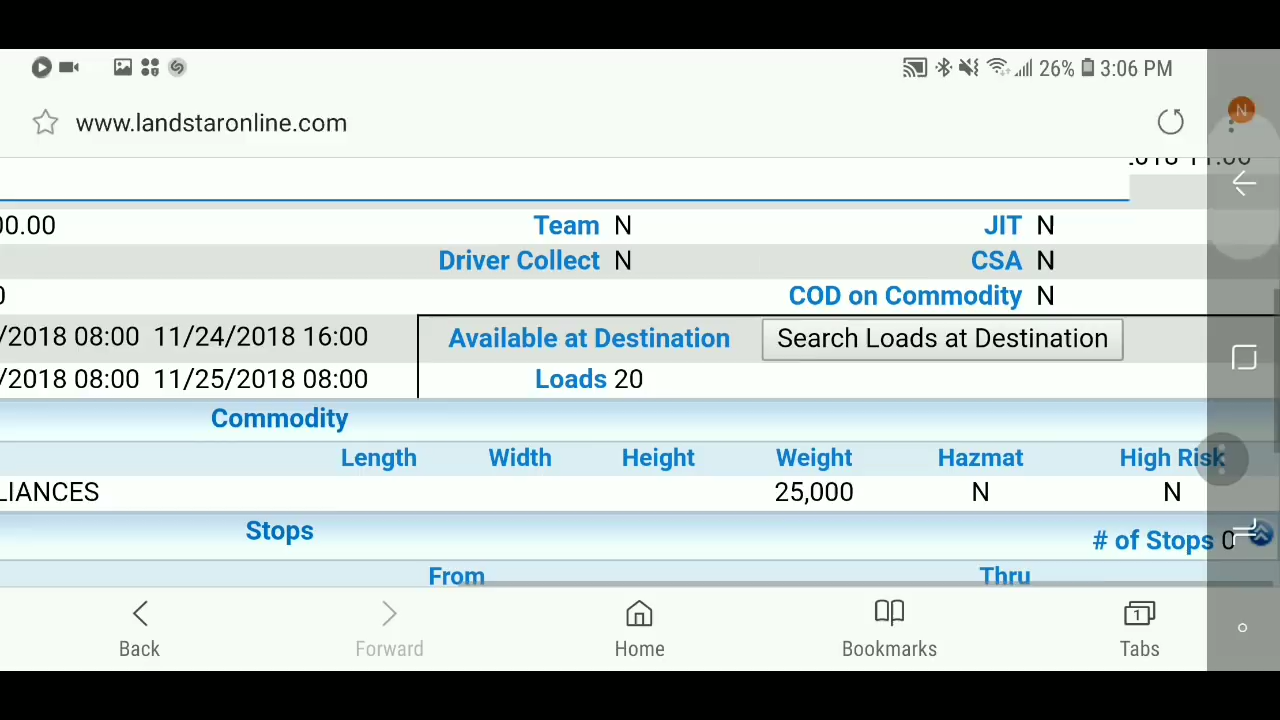 26% 3:06 PM
www.landstaronline.com
N
00.00 Team N JIT N
Driver Collect N CSA N
COD on Commodity N
/2018 08:00 11/24/2018 16:00 Available at Destination Search Loads at Destination
/2018 08:00 11/25/2018 08:00 Loads 20
Commodity
Length Width Height Weight Hazmat High Risk
LIANCES 25,000 N N
Stops # of Stops 0
From Thru
1
Back Forward Home Bookmarks Tabs